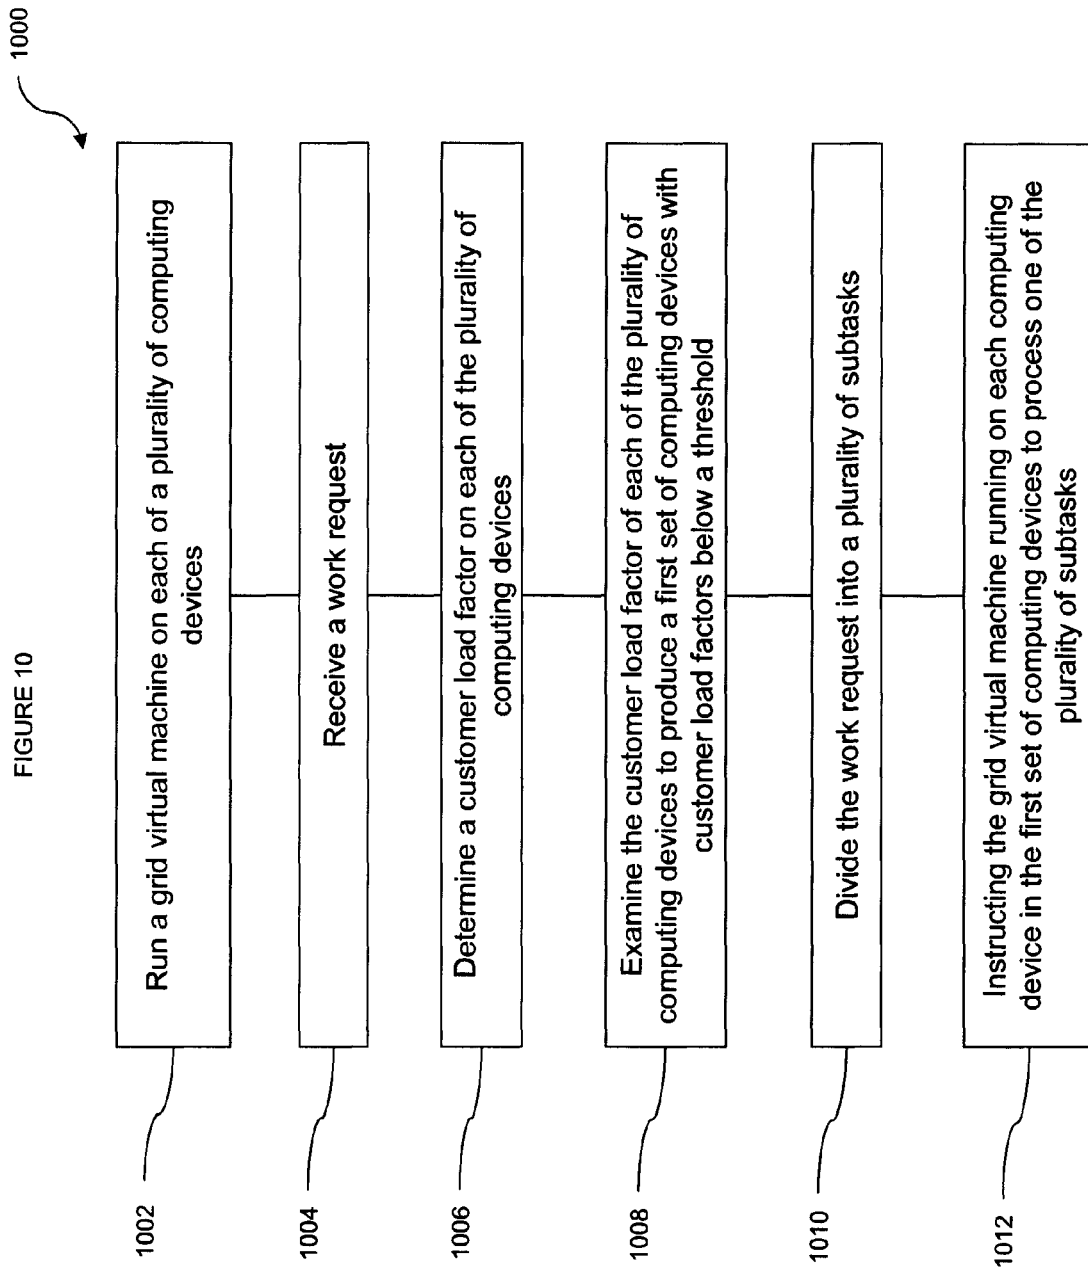 FIGURE 10
1000
1002
Run a grid virtual machine on each of a plurality of computing
devices
1004
Receive a work request
1006
Determine a customer load factor on each of the plurality of
computing devices
1008
Examine the customer load factor of each of the plurality of
computing devices to produce a first set of computing devices with
customer load factors below a threshold
1010
Divide the work request into a plurality of subtasks
1012
Instructing the grid virtual machine running on each computing
device in the first set of computing devices to process one of the
plurality of subtasks